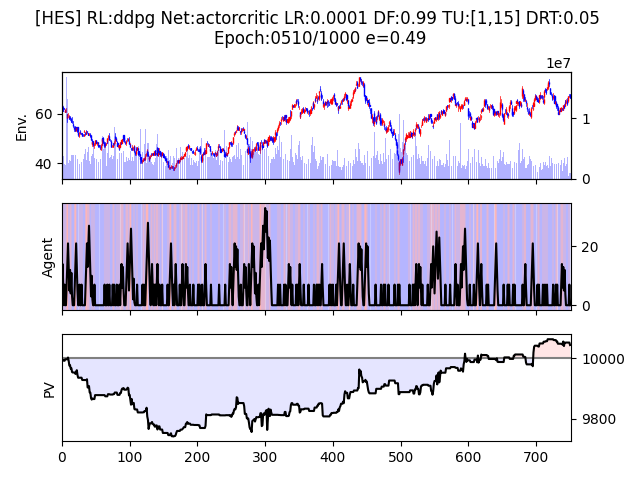 [HES] RL:ddpg Net:actorcritic LR:0.0001 DF:0.99 TU:[1,15] DRT:0.05
Epoch:0510/1000 e=0.49
1e7
Env.
60
40
1
0
Agent
20
0
PV
10000
9800
0 100 200 300 400 500 600 700